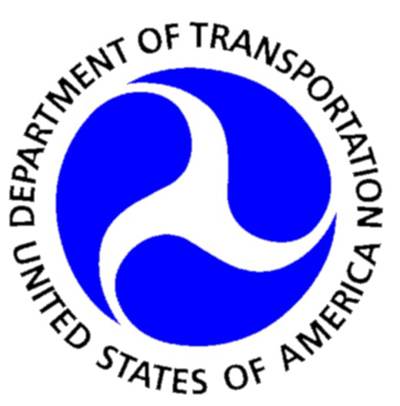 DEPARTMENT OF TRANSPORTATION
UNITED STATES OF AMERICA